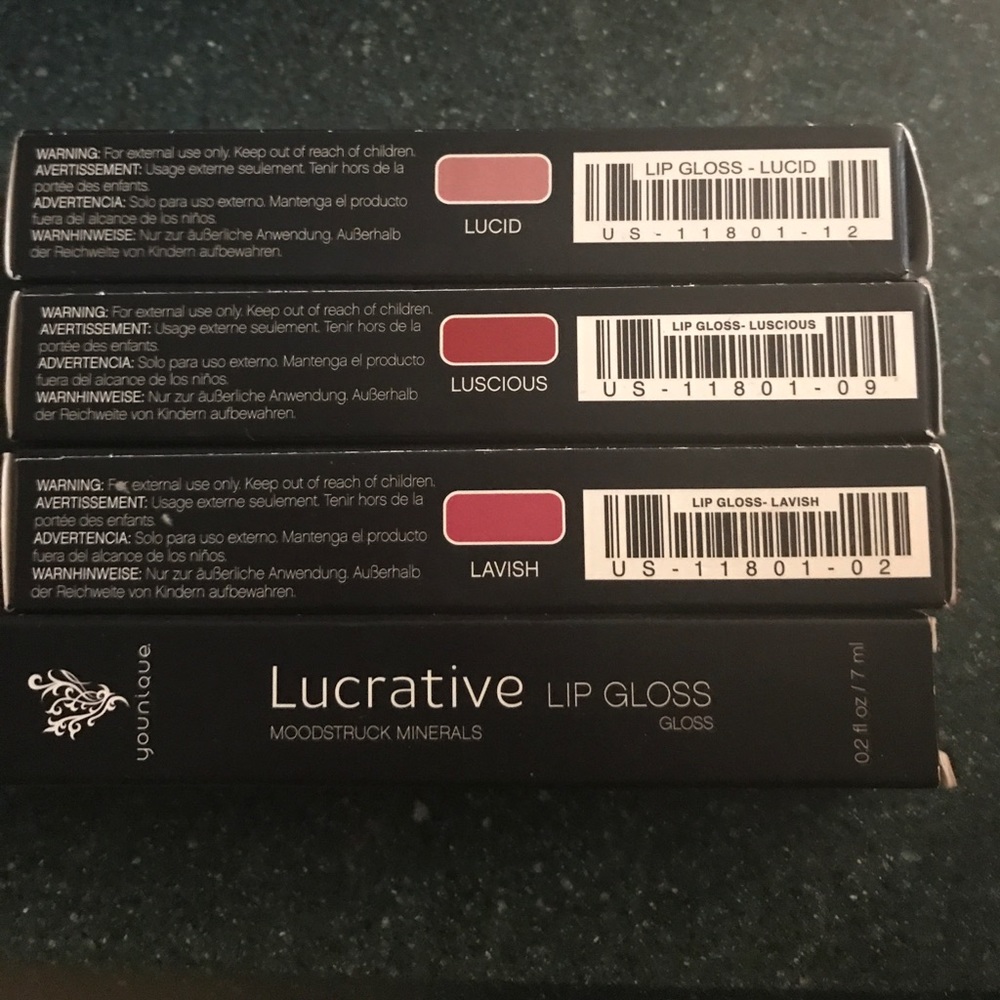 WARNING: For external use only. Keep out of reach of children.
AVERTISSEMENT: Usage externe seulement. Tenir hors de la
portée des enfants.
ADVERTENCIA: Solo para uso externo. Mantenga el producto
fuera del alcance de los niños.
WARNHINWEISE: Nur zur äußerliche Anwendung. Außerhalb
der Reichweite von Kindern aufbewahren.
LUCID
LIP GLOSS - LUCID
US-11801-12
WARNING: For external use only. Keep out of reach of children.
AVERTISSEMENT: Usage externe seulement. Tenir hors de la
portée des enfants.
ADVERTENCIA: Solo para uso externo. Mantenga el producto
fuera del alcance de los niños.
WARNHINWEISE: Nur zur äußerliche Anwendung. Außerhalb
der Reichweite von Kindern aufbewahren.
LUSCIOUS
LIP GLOSS- LUSCIOUS
US-11801-09
WARNING: For external use only. Keep out of reach of children.
AVERTISSEMENT: Usage externe seulement. Tenir hors de la
portée des enfants.
ADVERTENCIA: Solo para uso externo. Mantenga el producto
fuera del alcance de los niños.
WARNHINWEISE: Nur zur äußerliche Anwendung. Außerhalb
der Reichweite von Kindern aufbewahren.
LAVISH
LIP GLOSS- LAVISH
US-11801-02
younique
Lucrative LIP GLOSS
MOODSTRUCK MINERALS
GLOSS
0.2 fl oz / 7 ml